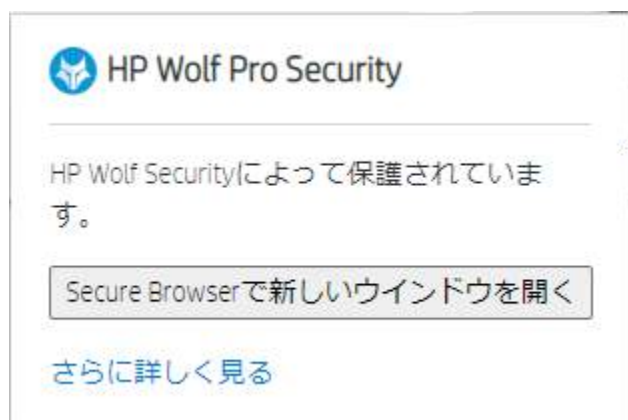 HP Wolf Pro Security
HP Wolf Securityによって保護されていま
す。
Secure Browserで新しいウインドウを開く
さらに詳しく見る